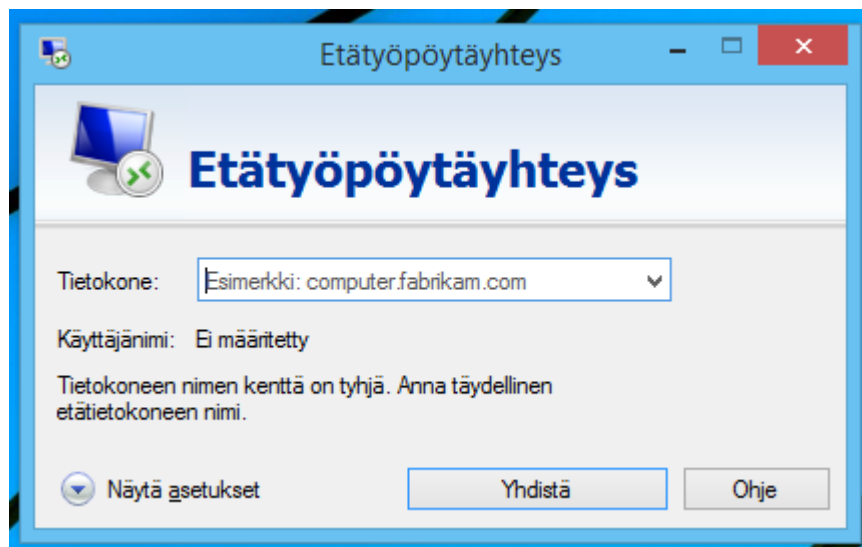 Etätyöpöytäyhteys
Etätyöpöytäyhteys
Tietokone: Esimerkki: computer.fabrikam.com
Käyttäjänimi: Ei määritetty
Tietokoneen nimen kenttä on tyhjä. Anna täydellinen
etätietokoneen nimi.
Näytä asetukset Yhdistä Ohje